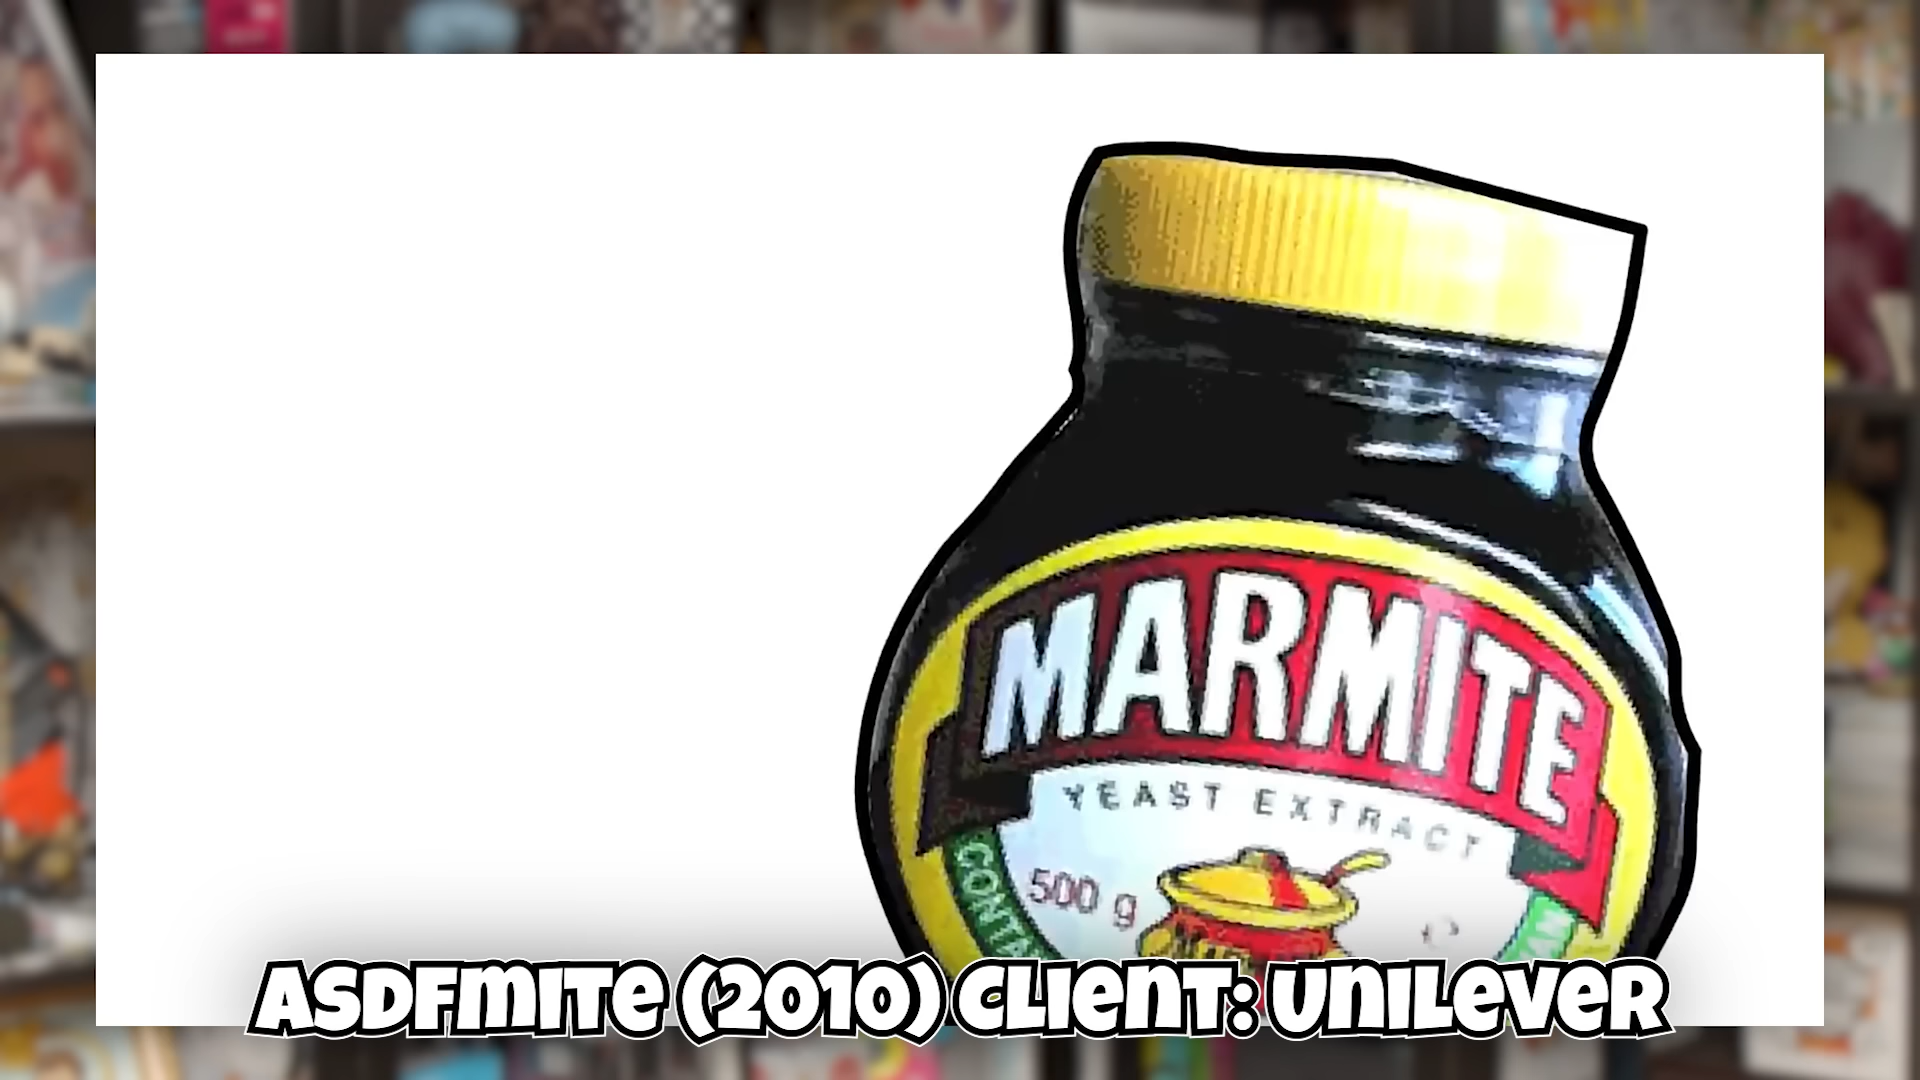 MARMITE
YEAST EXTRACT
500 g
ASDFMITE (2010) CLIENT: UNILEVER